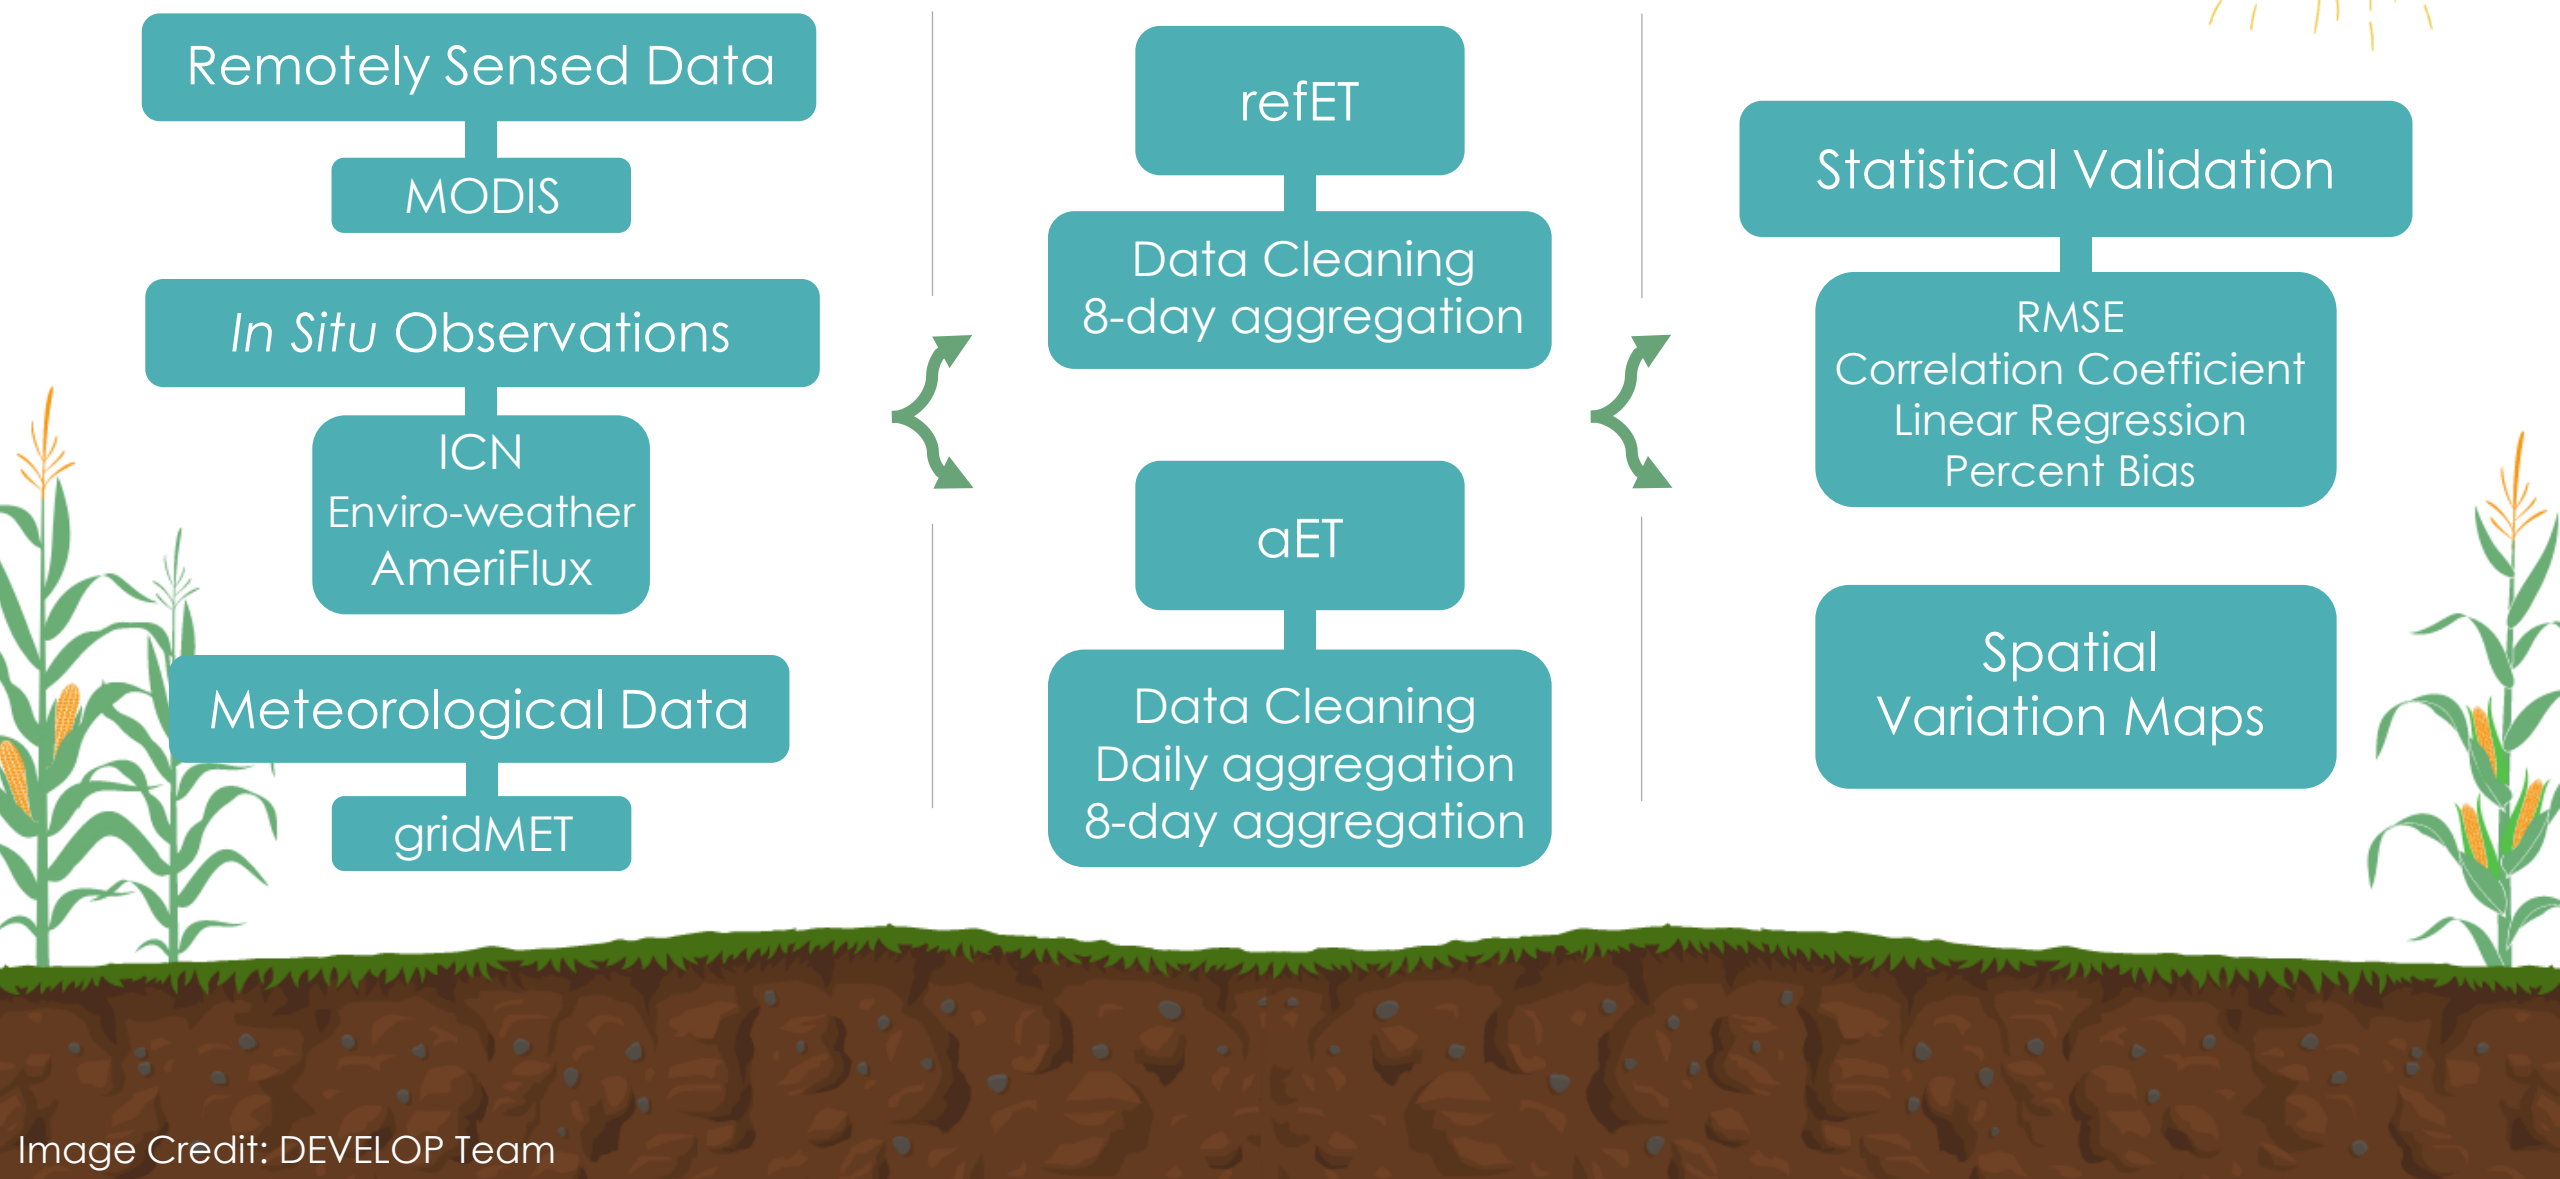 Remotely Sensed Data
MODIS
In Situ Observations
ICN
Enviro-weather
AmeriFlux
Meteorological Data
gridMET
refET
Data Cleaning
8-day aggregation
aET
Data Cleaning
Daily aggregation
8-day aggregation
Statistical Validation
RMSE
Correlation Coefficient
Linear Regression
Percent Bias
Spatial
Variation Maps
Image Credit: DEVELOP Team